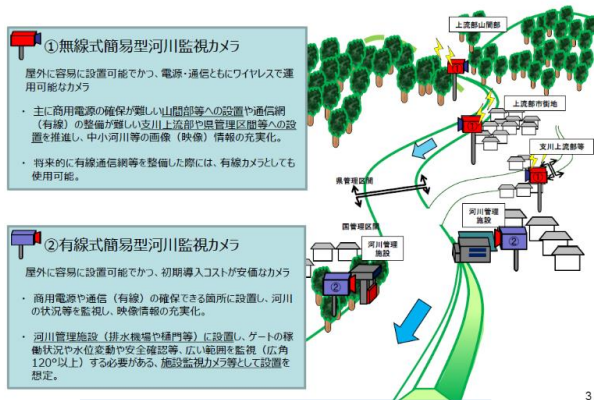 ①無線式簡易型河川監視カメラ
屋外に容易に設置可能でかつ、電源・通信ともにワイヤレスで運
用可能なカメラ
・ 主に商用電源の確保が難しい山間部等への設置や通信網
（有線）の整備が難しい支川上流部や県管理区間等への設
置を推進し、中小河川等の画像（映像）情報の充実化。
・ 将来的に有線通信網等を整備した際には、有線カメラとしても
使用可能。
②有線式簡易型河川監視カメラ
屋外に容易に設置可能でかつ、初期導入コストが安価なカメラ
・ 商用電源や通信（有線）の確保できる箇所に設置し、河川
の状況等を監視し、映像情報の充実化。
・ 河川管理施設（排水機場や樋門等）に設置し、ゲートの稼
働状況や水位変動や安全確認等、広い範囲を監視（広角
120°以上）する必要がある、施設監視カメラ等として設置を
想定。
上流部山間部
①
上流部市街地
①
支川上流部等
①
県管理区間
国管理区間
河川管理
施設
②
河川管理
施設
②
3